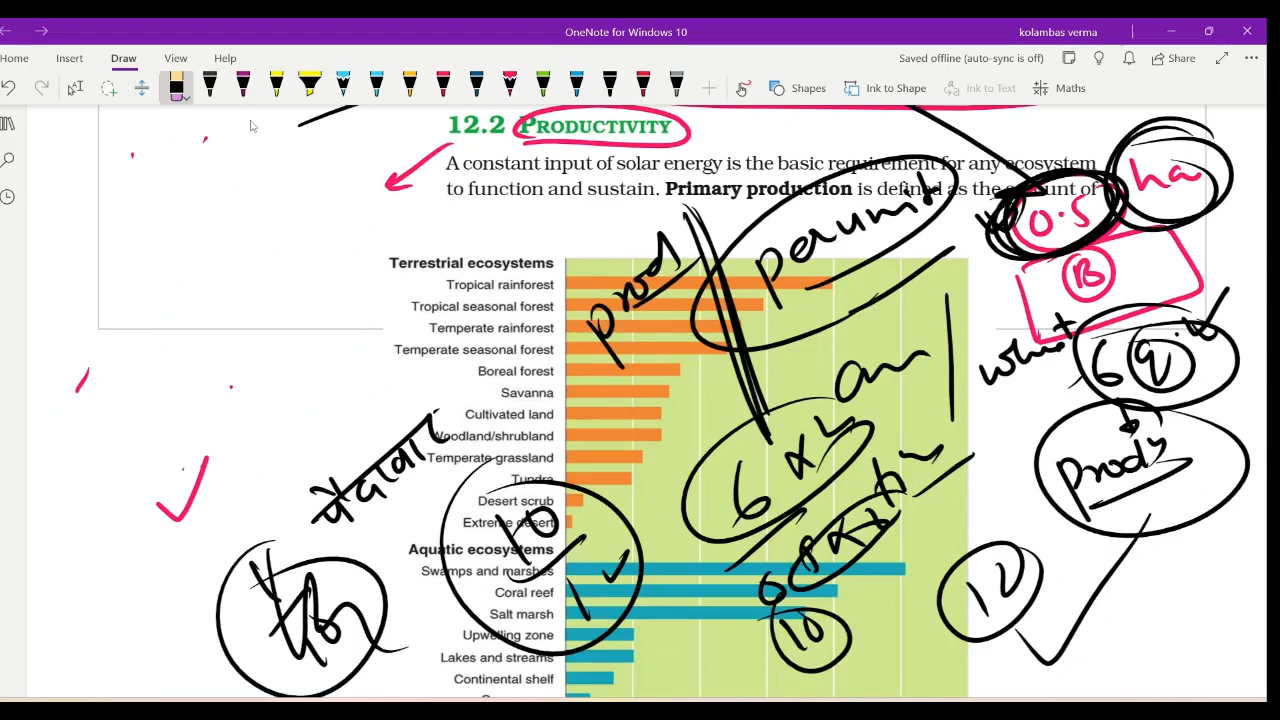 OneNote for Windows 10
kolambas verma
Home Insert Draw View Help
Saved offline (auto-sync is off)
Share
Shapes
Ink to Shape
Ink to Text
Maths
12.2 PRODUCTIVITY
A constant input of solar energy is the basic requirement for any ecosystem
to function and sustain. Primary production is defined as the amount of
ha
0.5
B
per unit
prod
Terrestrial ecosystems
Tropical rainforest
Tropical seasonal forest
Temperate rainforest
Temperate seasonal forest
Boreal forest
Savanna
Cultivated land
Woodland/shrubland
Temperate grassland
Tundra
Desert scrub
Extreme desert
Aquatic ecosystems
Swamps and marshes
Coral reef
Salt marsh
Upwelling zone
Lakes and streams
Continental shelf
what
6 q
prody
6
10
10
12